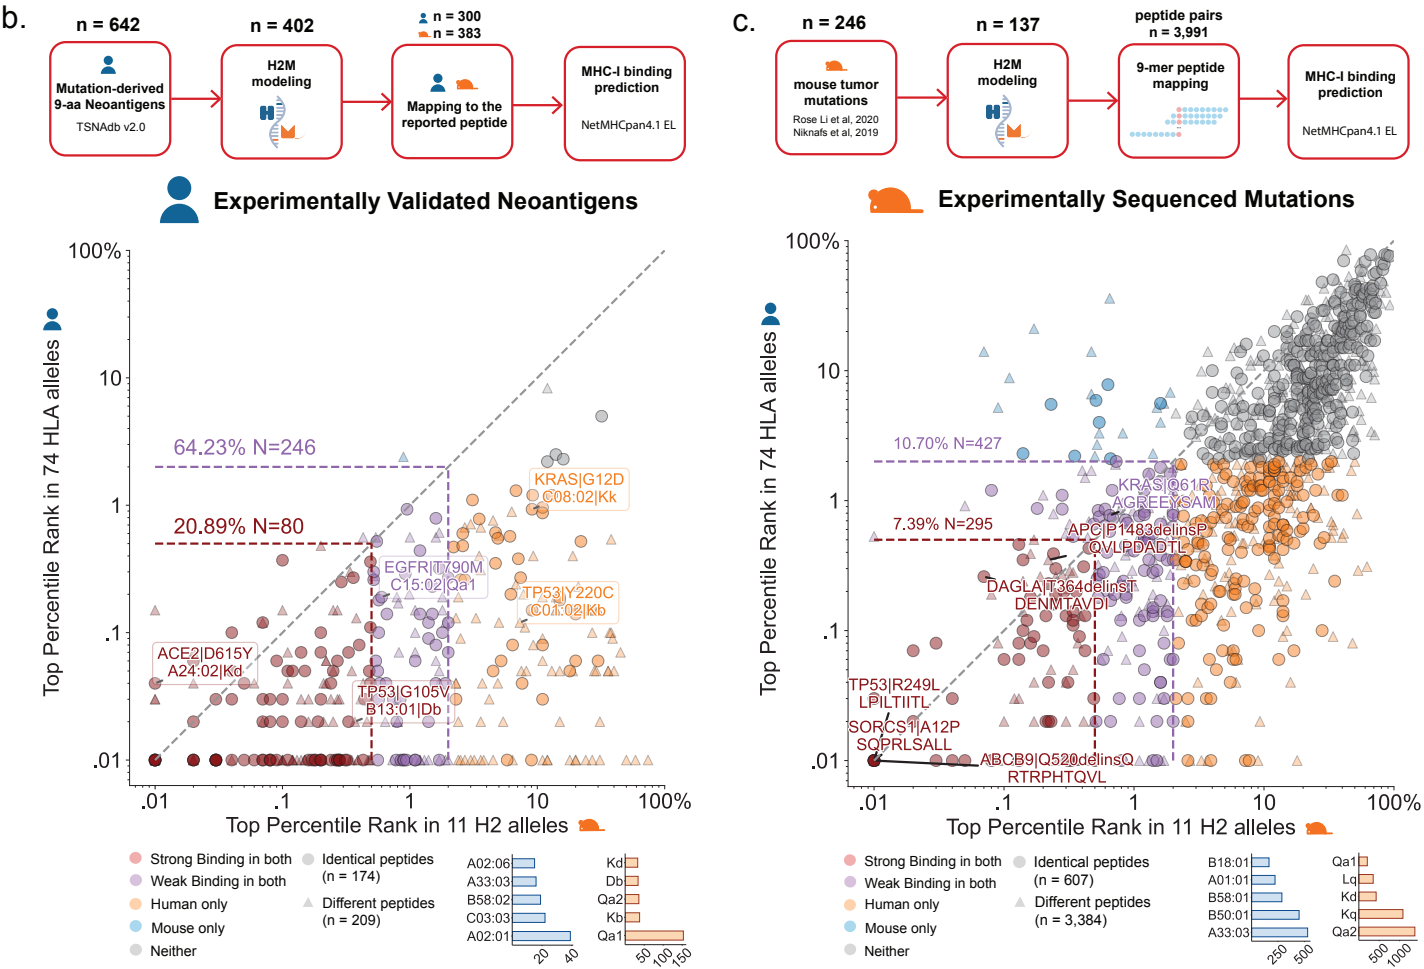 b.
n = 642
n = 402
n = 300
n = 383
Mutation-derived
9-aa Neoantigens
TSNAdb v2.0
H2M
modeling
Mapping to the
reported peptide
MHC-I binding
prediction
NetMHCpan4.1 EL
Experimentally Validated Neoantigens
Top Percentile Rank in 74 HLA alleles
100%
10
1
.1
.01
64.23% N=246
20.89% N=80
KRAS|G12D
C08:02|Kk
EGFR|T790M
C15:02|Qa1
TP53|Y220C
C01:02|Kb
ACE2|D615Y
A24:02|Kd
TP53|G105V
B13:01|Db
.01
.1
1
10
100%
Top Percentile Rank in 11 H2 alleles
Strong Binding in both
Weak Binding in both
Human only
Mouse only
Neither
Identical peptides
(n = 174)
Different peptides
(n = 209)
A02:06
A33:03
B58:02
C03:03
A02:01
20
40
Kd
Db
Qa2
Kb
Qa1
50
100
150
c.
n = 246
n = 137
peptide pairs
n = 3,991
mouse tumor
mutations
Rose Li et al, 2020
Niknafs et al, 2019
H2M
modeling
9-mer peptide
mapping
MHC-I binding
prediction
NetMHCpan4.1 EL
Experimentally Sequenced Mutations
Top Percentile Rank in 74 HLA alleles
100%
10
1
.1
.01
10.70% N=427
7.39% N=295
KRAS|Q61R
AGREEYSAM
APC|P1483delinsP
QVLPDADTL
DAGLA|T364delinsT
DENMTAVDI
TP53|R249L
LPILTIITL
SORCS1|A12P
SQPRLSALL
ABCB9|Q520delinsQ
RTRPHTQVL
.01
.1
1
10
100%
Top Percentile Rank in 11 H2 alleles
Strong Binding in both
Weak Binding in both
Human only
Mouse only
Neither
Identical peptides
(n = 607)
Different peptides
(n = 3,384)
B18:01
A01:01
B58:01
B50:01
A33:03
250
500
Qa1
Lq
Kd
Kq
Qa2
500
1000